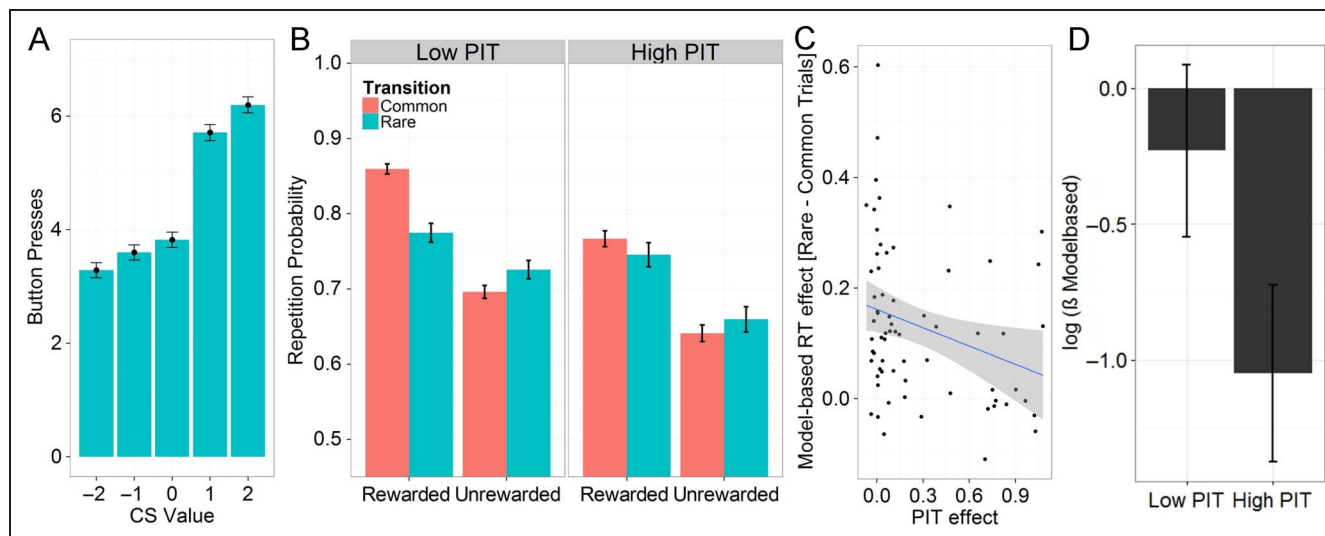 A
Button Presses
6
4
2
0
−2 −1 0 1 2
CS Value
B
Low PIT High PIT
Repetition Probability
1.0
0.9
0.8
0.7
0.6
0.5
Transition
Common
Rare
Rewarded Unrewarded Rewarded Unrewarded
C
Model-based RT effect [Rare - Common Trials]
0.6
0.4
0.2
0.0
0.0 0.3 0.6 0.9
PIT effect
D
log (ß Modelbased)
0.0
−0.5
−1.0
Low PIT High PIT